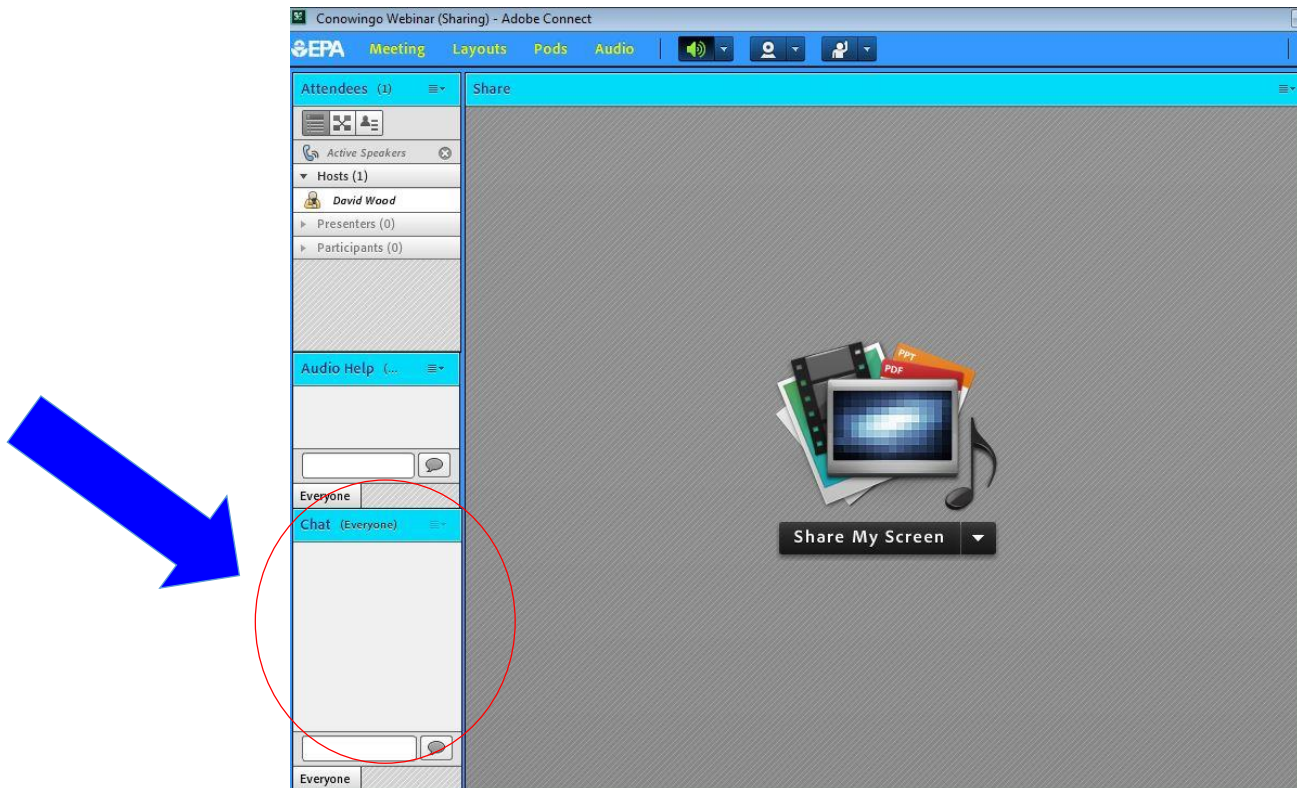 Conowingo Webinar (Sharing) - Adobe Connect
EPA Meeting Layouts Pods Audio
Attendees (1)
Active Speakers
Hosts (1)
David Wood
Presenters (0)
Participants (0)
Audio Help (...
Everyone
Chat (Everyone)
Everyone
Share
PPT
PDF
Share My Screen